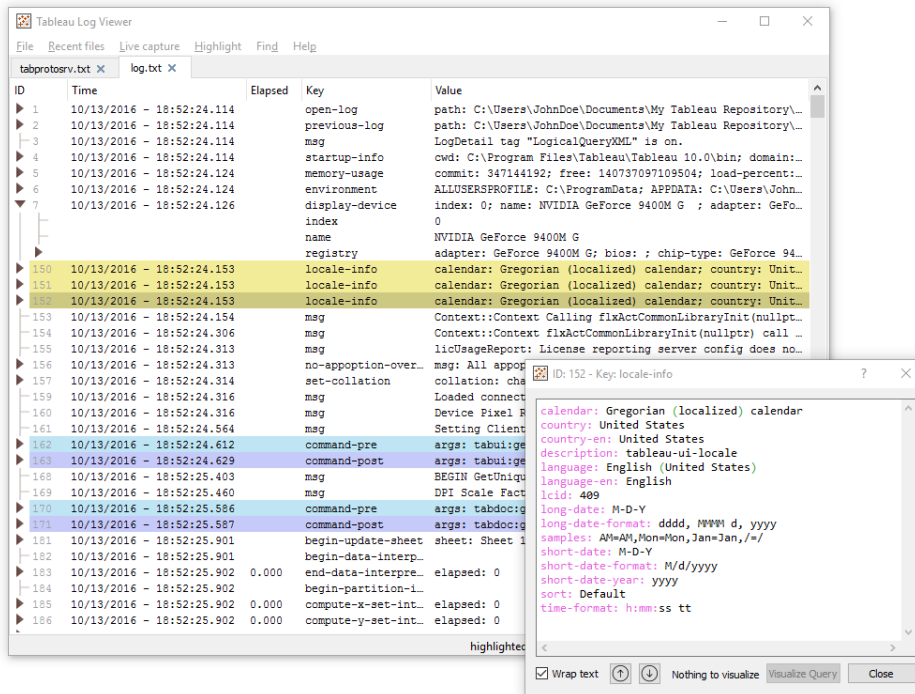 Tableau Log Viewer
File Recent files Live capture Highlight Find Help
tabprotosrv.txt log.txt
ID Time Elapsed Key Value
1 10/13/2016 - 18:52:24.114 open-log path: C:\Users\JohnDoe\Documents\My Tableau Repository\...
2 10/13/2016 - 18:52:24.114 previous-log path: C:\Users\JohnDoe\Documents\My Tableau Repository\...
3 10/13/2016 - 18:52:24.114 msg LogDetail tag "LogicalQueryXML" is on.
4 10/13/2016 - 18:52:24.114 startup-info cwd: C:\Program Files\Tableau\Tableau 10.0\bin; domain:...
5 10/13/2016 - 18:52:24.124 memory-usage commit: 347144192; free: 140737097109504; load-percent:...
6 10/13/2016 - 18:52:24.124 environment ALLUSERSPROFILE: C:\ProgramData; APPDATA: C:\Users\John...
7 10/13/2016 - 18:52:24.126 display-device index: 0; name: NVIDIA GeForce 9400M G ; adapter: GeFo...
index 0
name NVIDIA GeForce 9400M G
registry adapter: GeForce 9400M G; bios: ; chip-type: GeForce 94...
150 10/13/2016 - 18:52:24.153 locale-info calendar: Gregorian (localized) calendar; country: Unit...
151 10/13/2016 - 18:52:24.153 locale-info calendar: Gregorian (localized) calendar; country: Unit...
152 10/13/2016 - 18:52:24.153 locale-info calendar: Gregorian (localized) calendar; country: Unit...
153 10/13/2016 - 18:52:24.154 msg Context::Context Calling flxActCommonLibraryInit(nullpt...
154 10/13/2016 - 18:52:24.306 msg Context::Context flxActCommonLibraryInit(nullptr) call ...
155 10/13/2016 - 18:52:24.313 msg licUsageReport: License reporting server config does no...
156 10/13/2016 - 18:52:24.313 no-appoption-over... msg: All appop
157 10/13/2016 - 18:52:24.314 set-collation collation: cha
159 10/13/2016 - 18:52:24.316 msg Loaded connect
160 10/13/2016 - 18:52:24.316 msg Device Pixel R
161 10/13/2016 - 18:52:24.564 msg Setting Client
162 10/13/2016 - 18:52:24.612 command-pre args: tabui:ge
163 10/13/2016 - 18:52:24.629 command-post args: tabui:ge
168 10/13/2016 - 18:52:25.403 msg BEGIN GetUniqu
169 10/13/2016 - 18:52:25.460 msg DPI Scale Fact
170 10/13/2016 - 18:52:25.586 command-pre args: tabdoc:g
171 10/13/2016 - 18:52:25.587 command-post args: tabdoc:g
181 10/13/2016 - 18:52:25.901 begin-update-sheet sheet: Sheet 1
182 10/13/2016 - 18:52:25.901 begin-data-interp...
183 10/13/2016 - 18:52:25.902 0.000 end-data-interpre... elapsed: 0
184 10/13/2016 - 18:52:25.902 begin-partition-i...
185 10/13/2016 - 18:52:25.902 0.000 compute-x-set-int... elapsed: 0
186 10/13/2016 - 18:52:25.902 0.000 compute-y-set-int... elapsed: 0
highlighted
ID: 152 - Key: locale-info
calendar: Gregorian (localized) calendar
country: United States
country-en: United States
description: tableau-ui-locale
language: English (United States)
language-en: English
lcid: 409
long-date: M-D-Y
long-date-format: dddd, MMMM d, yyyy
samples: AM=AM,Mon=Mon,Jan=Jan,/=/
short-date: M-D-Y
short-date-format: M/d/yyyy
short-date-year: yyyy
sort: Default
time-format: h:mm:ss tt
Wrap text Nothing to visualize Visualize Query Close